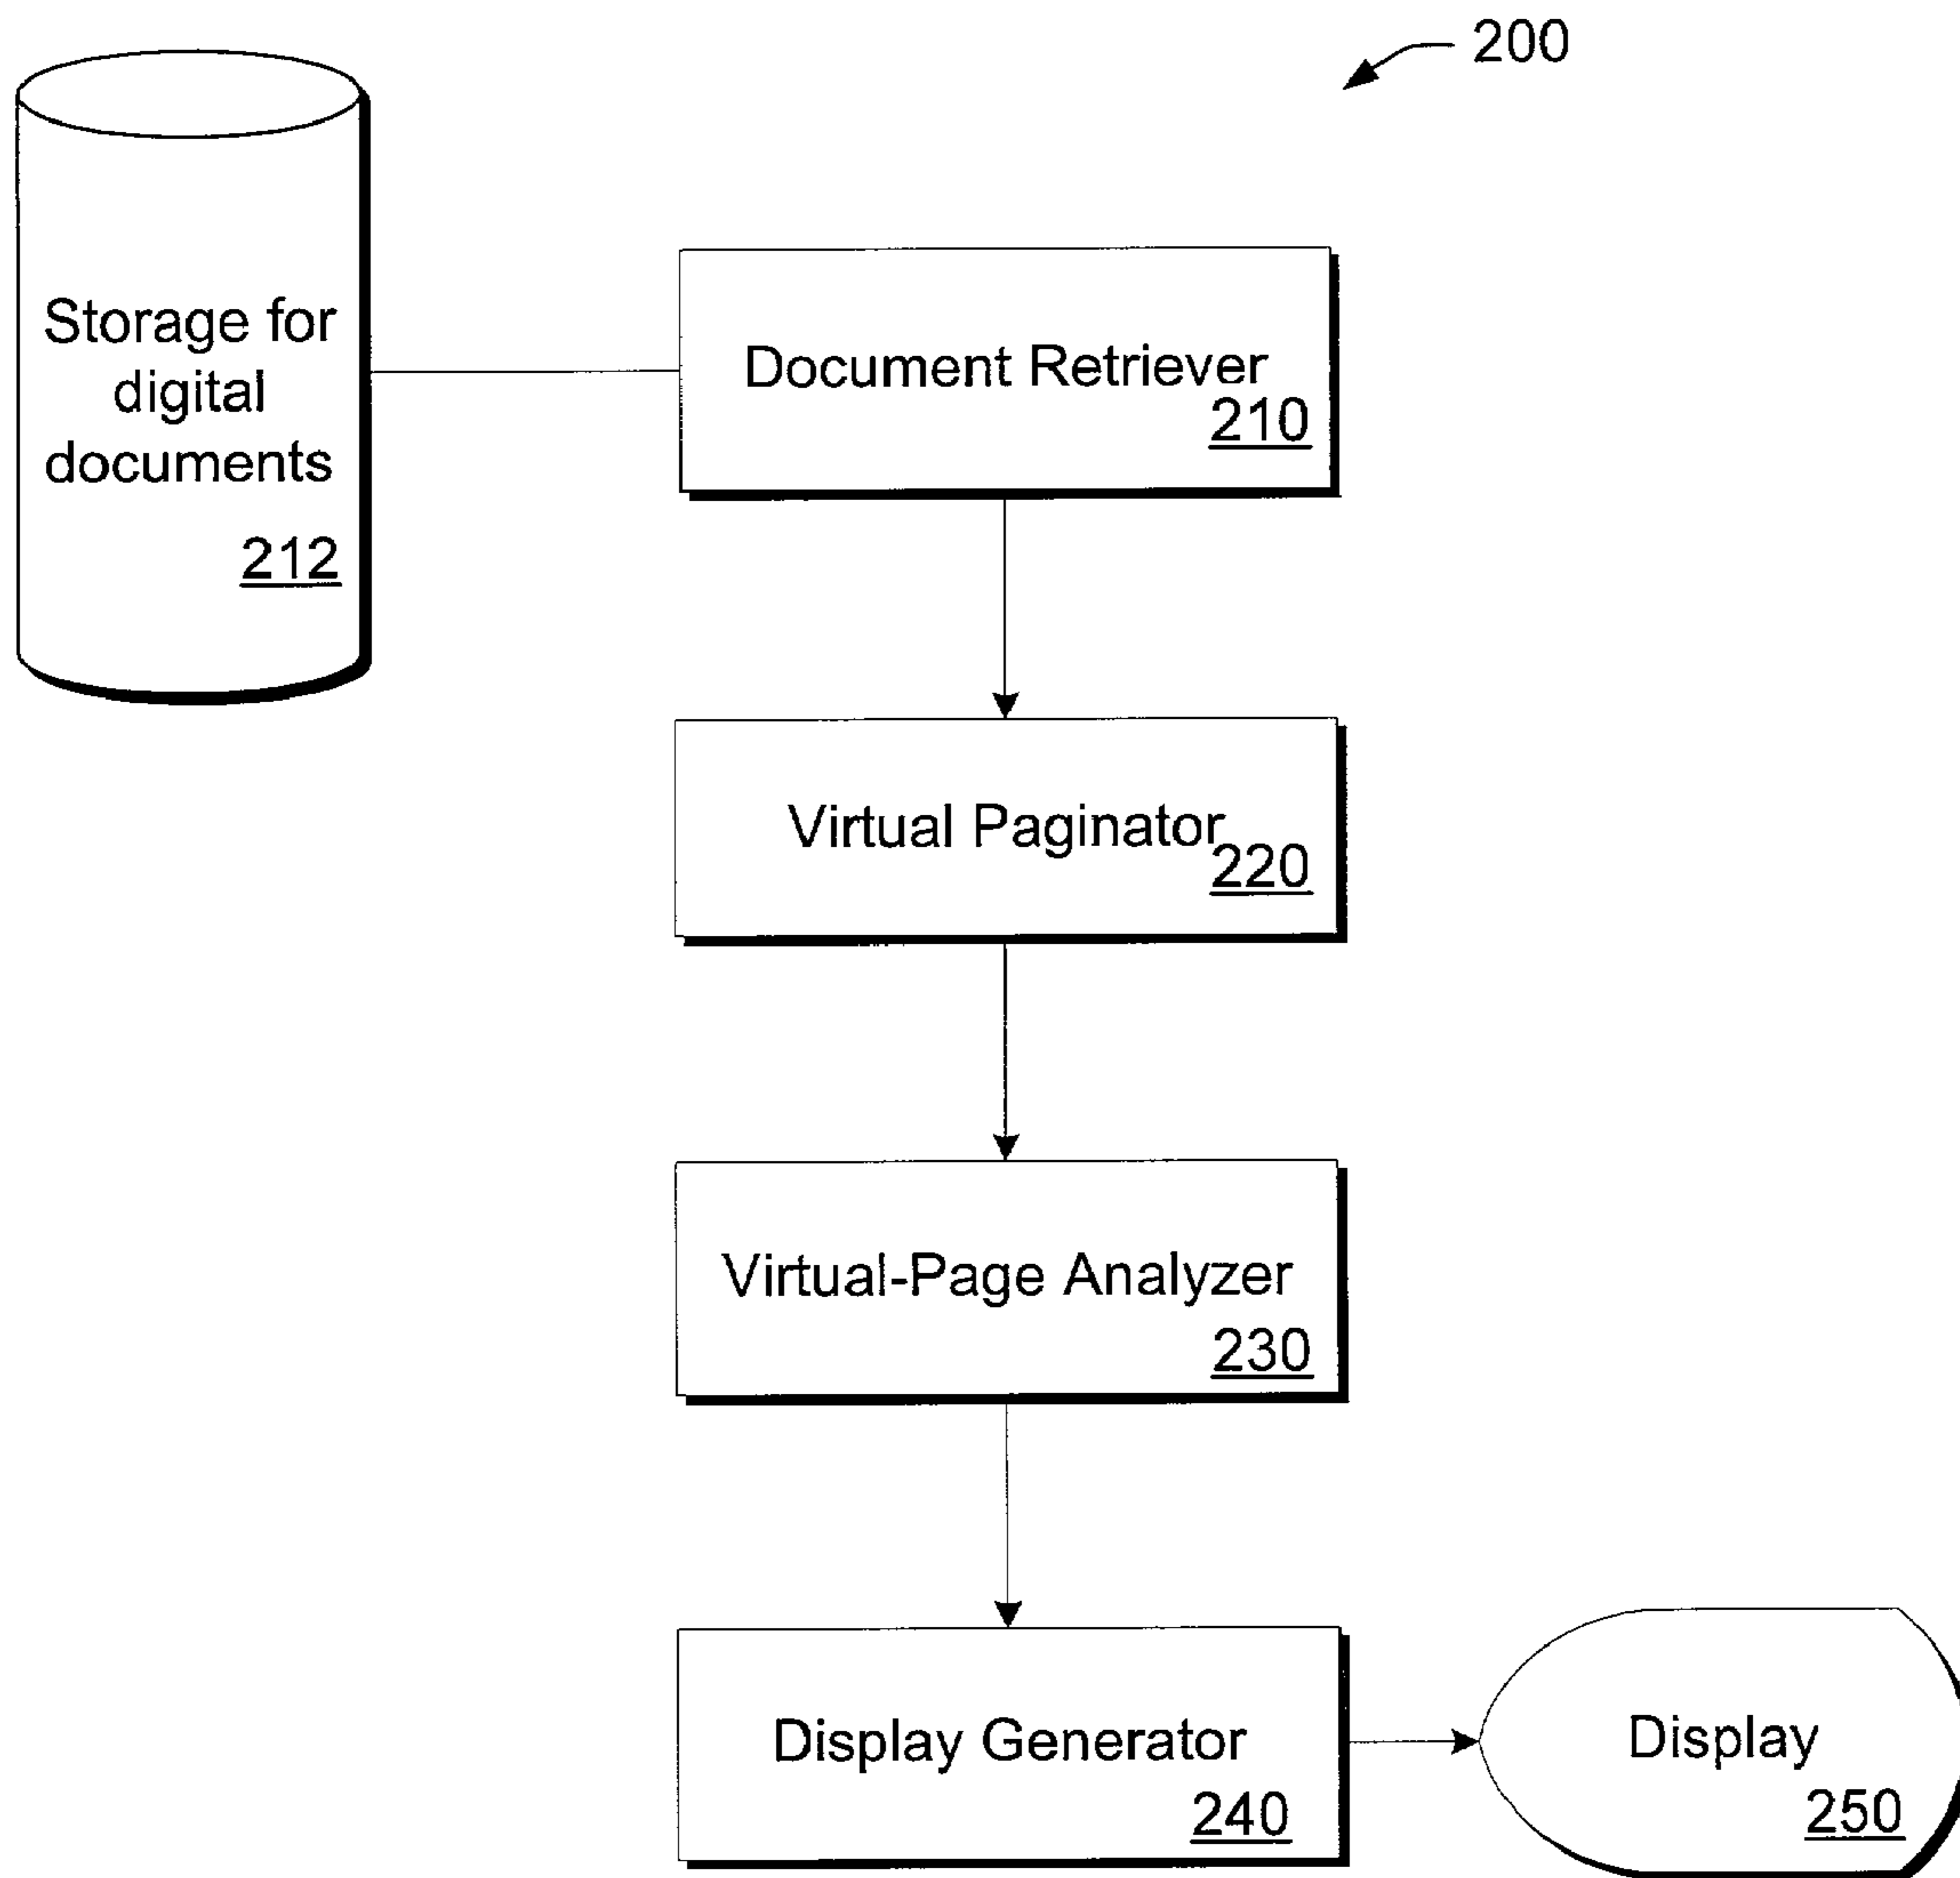 200
Storage for
digital
documents
212
Document Retriever
210
Virtual Paginator
220
Virtual-Page Analyzer
230
Display Generator
240
Display
250